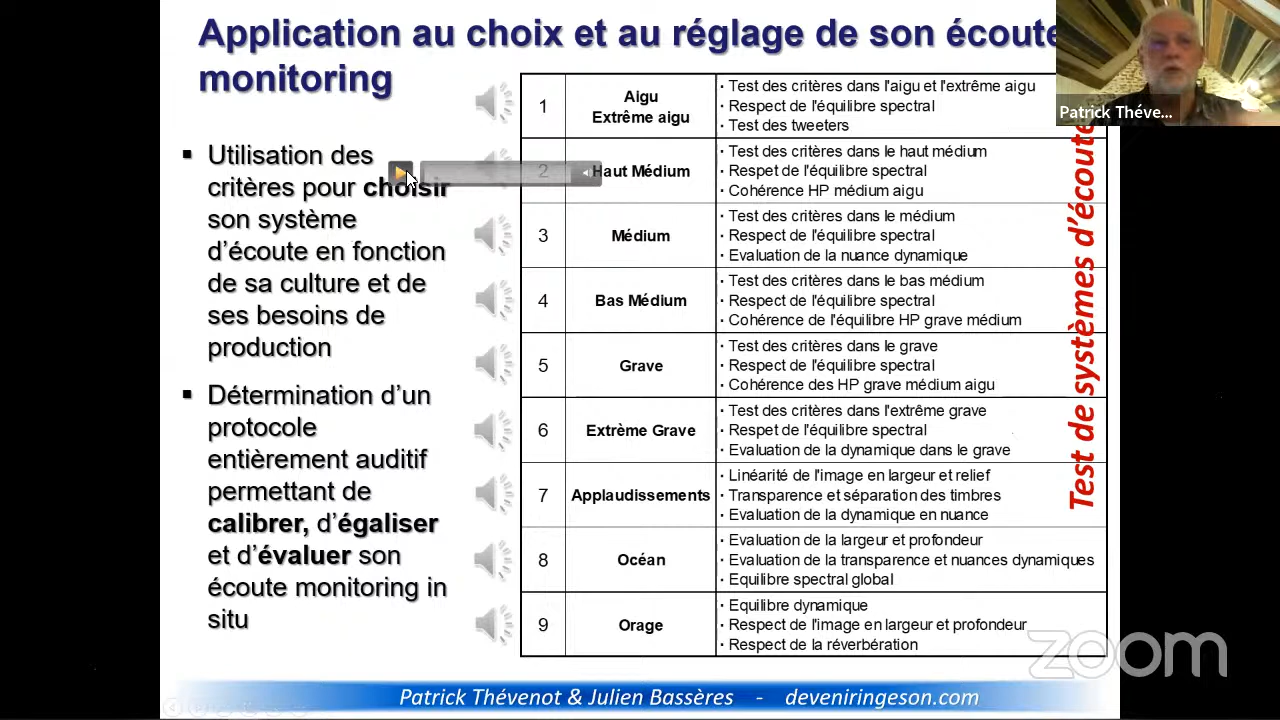 Application au choix et au réglage de son écoute
monitoring
▪ Utilisation des
critères pour choisir
son système
d'écoute en fonction
de sa culture et de
ses besoins de
production
▪ Détermination d'un
protocole
entièrement auditif
permettant de
calibrer, d'égaliser
et d'évaluer son
écoute monitoring in
situ
1
Aigu
Extrême aigu
· Test des critères dans l'aigu et l'extrême aigu
· Respect de l'équilibre spectral
· Test des tweeters
2
Haut Médium
· Test des critères dans le haut médium
· Respet de l'équilibre spectral
· Cohérence HP médium aigu
3
Médium
· Test des critères dans le médium
· Respect de l'équilibre spectral
· Evaluation de la nuance dynamique
4
Bas Médium
· Test des critères dans le bas médium
· Respect de l'équilibre spectral
· Cohérence de l'équilibre HP grave médium
5
Grave
· Test des critères dans le grave
· Respect de l'équilibre spectral
· Cohérence des HP grave médium aigu
6
Extrème Grave
· Test des critères dans l'extrême grave
· Respet de l'équilibre spectral
· Evaluation de la dynamique dans le grave
7
Applaudissements
· Linéarité de l'image en largeur et relief
· Transparence et séparation des timbres
· Evaluation de la dynamique en nuance
8
Océan
· Evaluation de la largeur et profondeur
· Evaluation de la transparence et nuances dynamiques
· Equilibre spectral global
9
Orage
· Equilibre dynamique
· Respect de l'image en largeur et profondeur
· Respect de la réverbération
Test de systèmes d'écoute
Patrick Théve...
zoom
Patrick Thévenot & Julien Bassères - deveniringeson.com